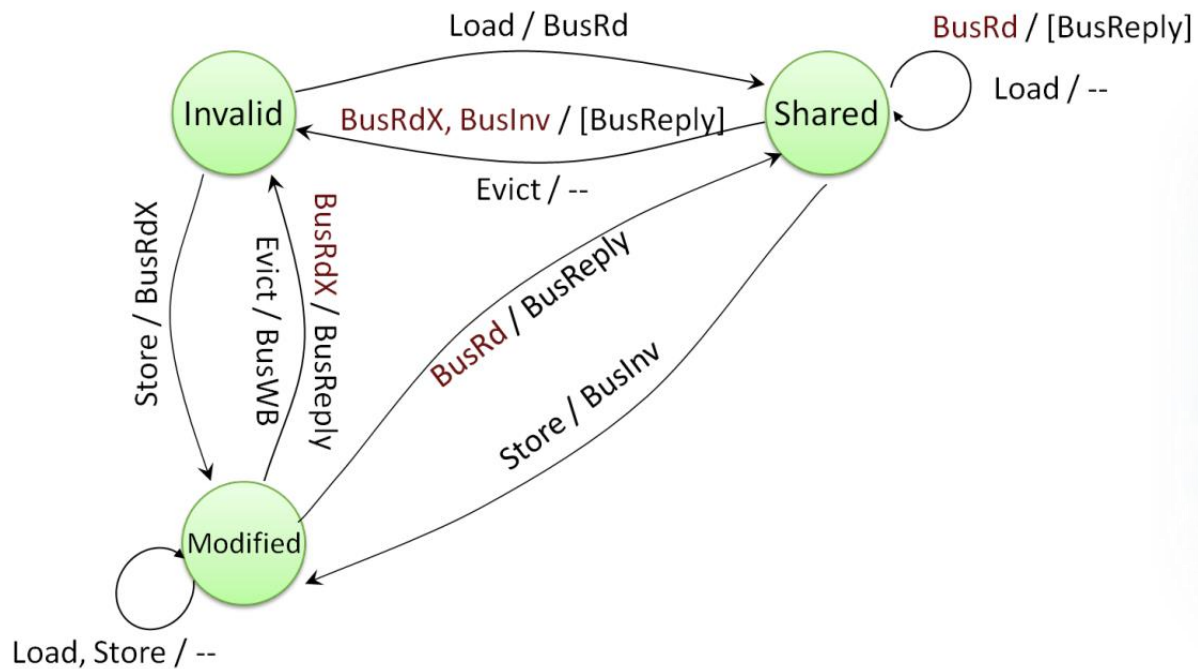 Load / BusRd
BusRd / [BusReply]
Invalid
BusRdX, BusInv / [BusReply]
Shared
Load / --
Evict / --
Store / BusRdX
Evict / BusWB
BusRdX / BusReply
BusRd / BusReply
Store / BusInv
Modified
Load, Store / --